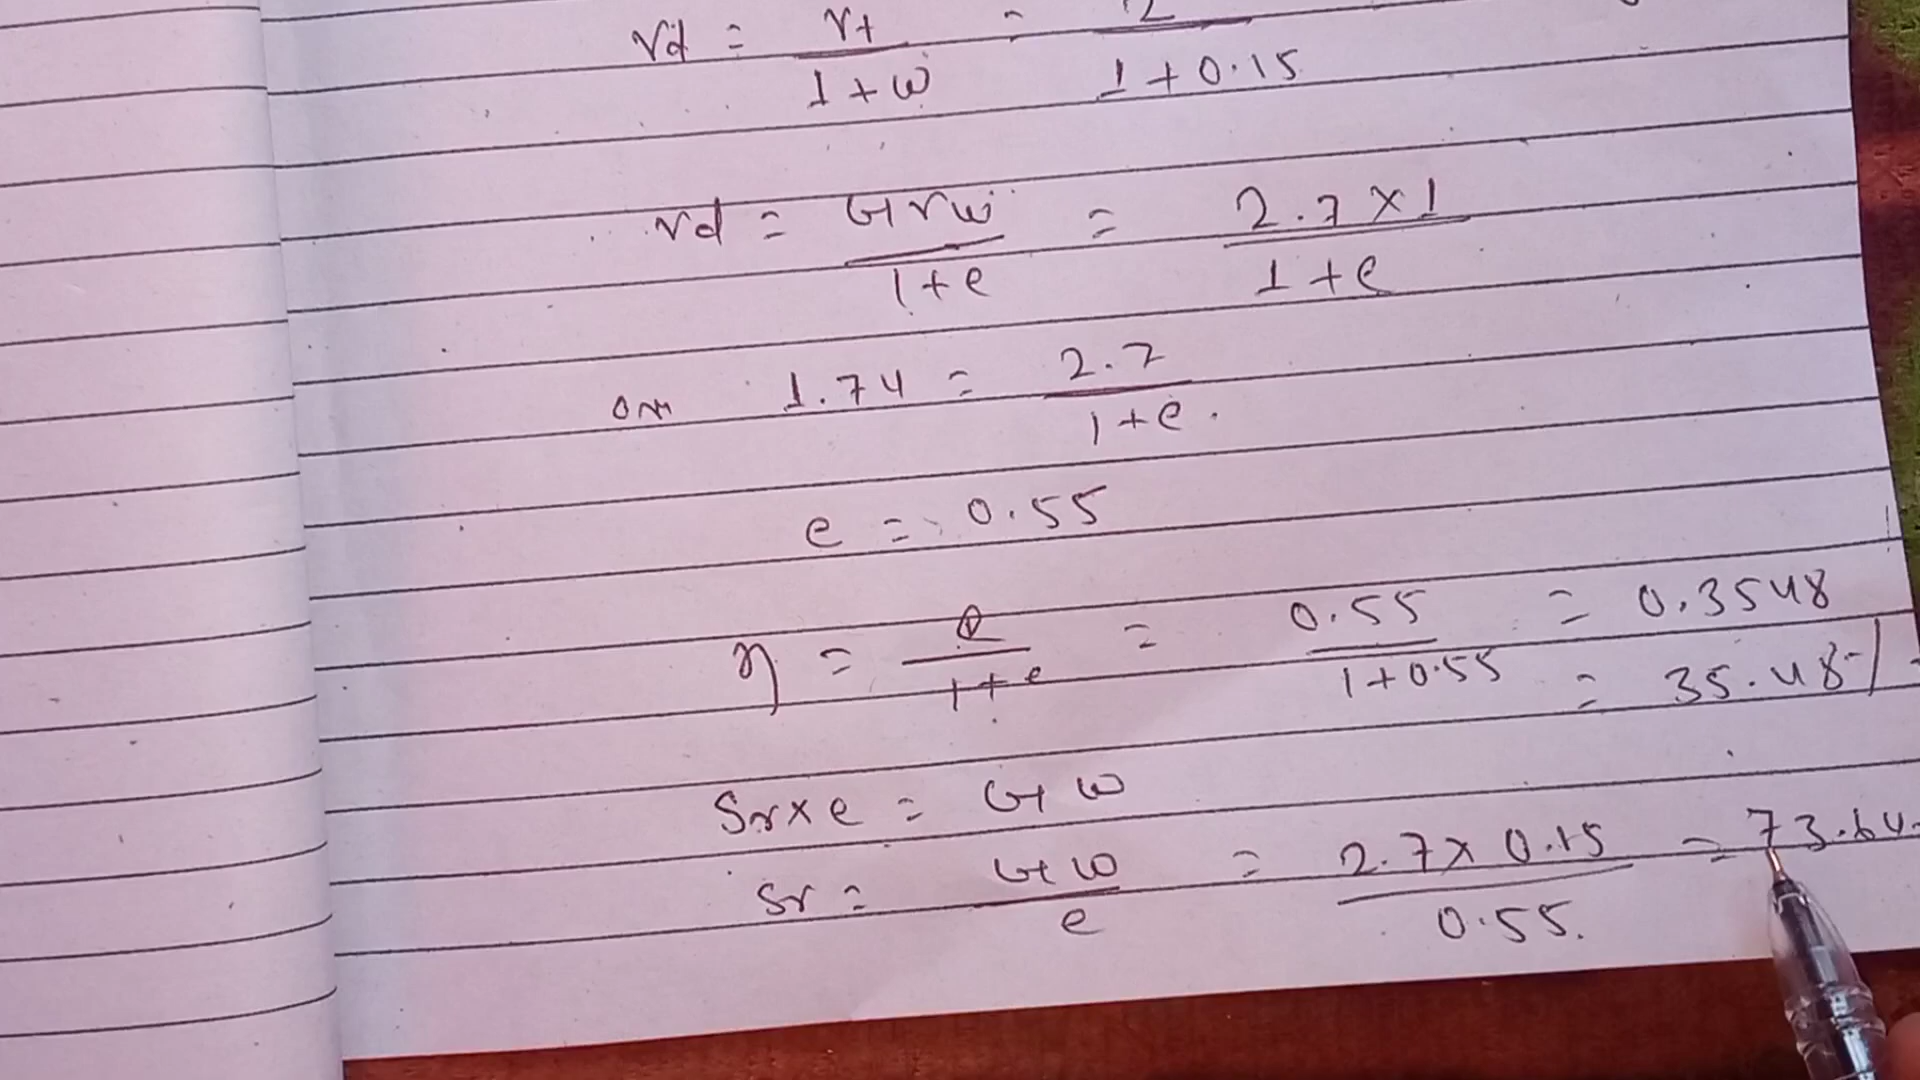 γd = γt / 1 + w = 2 / 1 + 0.15
γd = Gγw / 1 + e = 2.7 × 1 / 1 + e
or 1.74 = 2.7 / 1 + e
e = 0.55
η = e / 1 + e = 0.55 / 1 + 0.55 = 0.3548
= 35.48%
Sr × e = G w
Sr = G w / e = 2.7 × 0.15 / 0.55 = 73.64